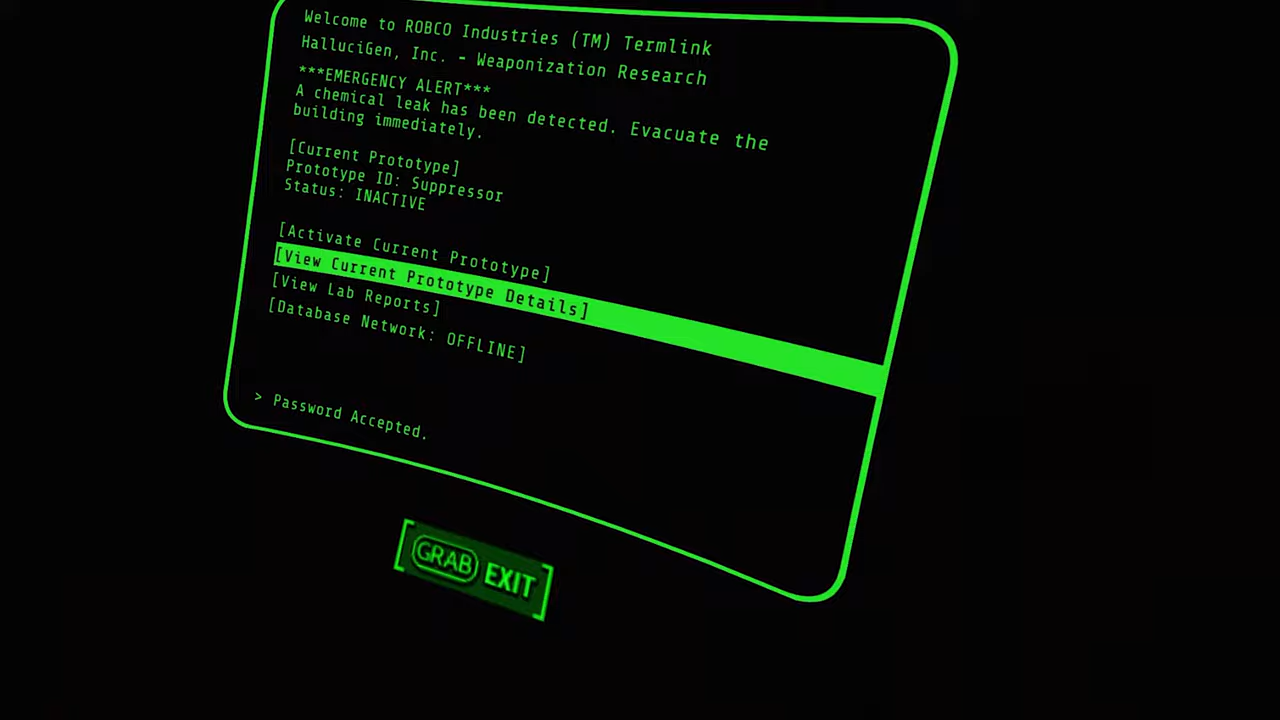 Welcome to ROBCO Industries (TM) Termlink
HalluciGen, Inc. - Weaponization Research
***EMERGENCY ALERT***
A chemical leak has been detected. Evacuate the
building immediately.
[Current Prototype]
Prototype ID: Suppressor
Status: INACTIVE
[Activate Current Prototype]
[View Current Prototype Details]
[View Lab Reports]
[Database Network: OFFLINE]
> Password Accepted.
GRAB EXIT